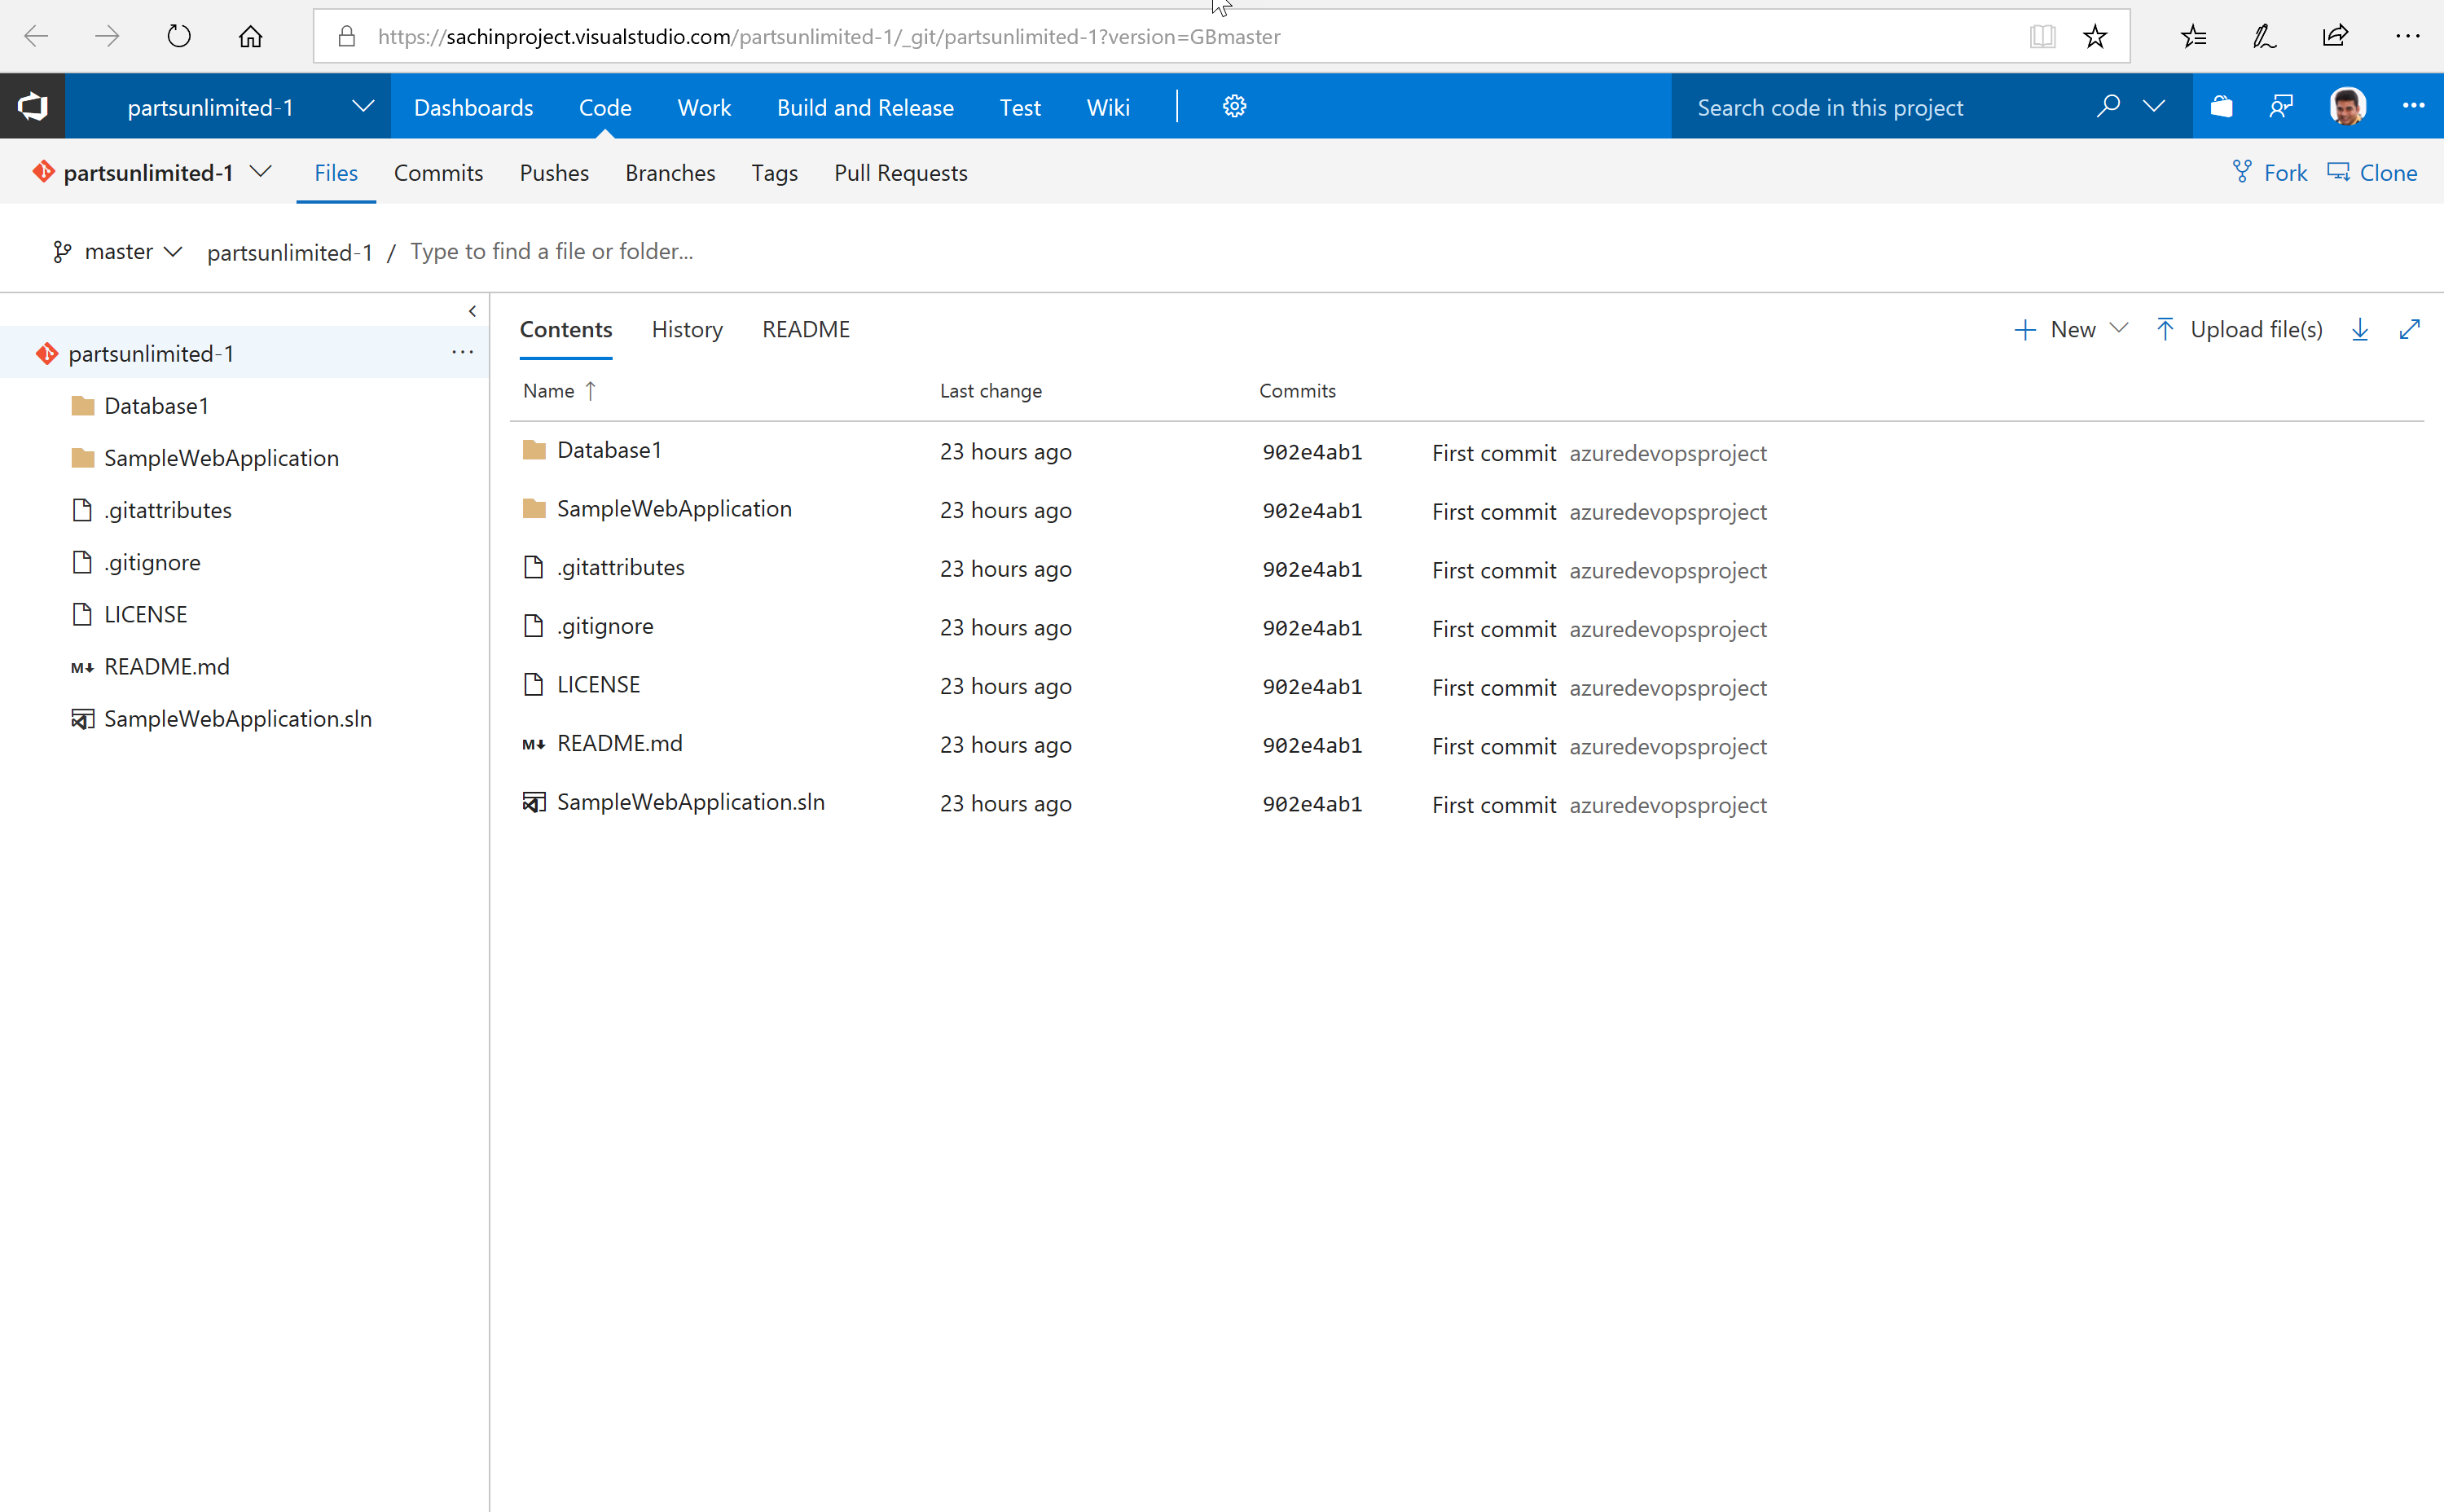 https://sachinproject.visualstudio.com/partsunlimited-1/_git/partsunlimited-1?version=GBmaster
partsunlimited-1 Dashboards Code Work Build and Release Test Wiki Search code in this project
partsunlimited-1 Files Commits Pushes Branches Tags Pull Requests Fork Clone
master partsunlimited-1 / Type to find a file or folder...
partsunlimited-1
Database1
SampleWebApplication
.gitattributes
.gitignore
LICENSE
README.md
SampleWebApplication.sln
Contents History README New Upload file(s)
Name Last change Commits
Database1 23 hours ago 902e4ab1 First commit azuredevopsproject
SampleWebApplication 23 hours ago 902e4ab1 First commit azuredevopsproject
.gitattributes 23 hours ago 902e4ab1 First commit azuredevopsproject
.gitignore 23 hours ago 902e4ab1 First commit azuredevopsproject
LICENSE 23 hours ago 902e4ab1 First commit azuredevopsproject
README.md 23 hours ago 902e4ab1 First commit azuredevopsproject
SampleWebApplication.sln 23 hours ago 902e4ab1 First commit azuredevopsproject